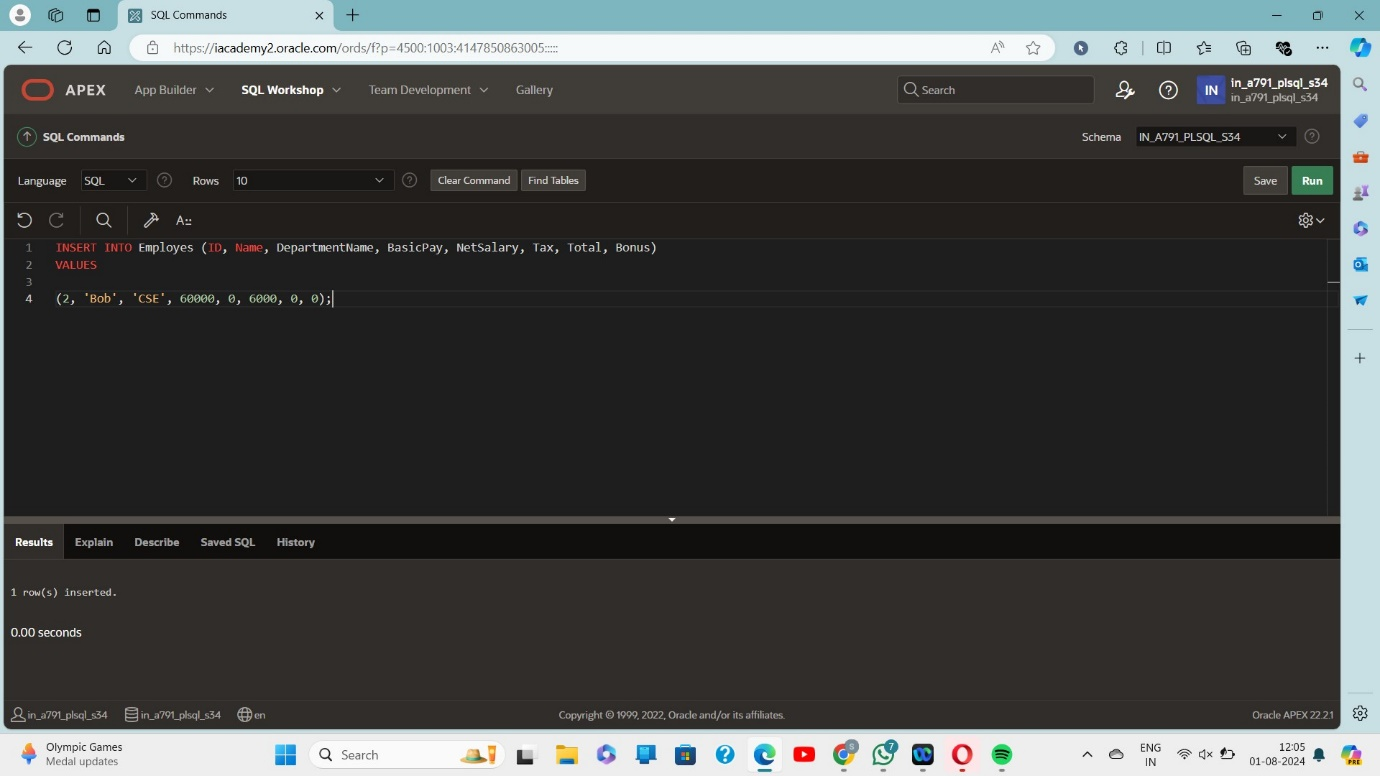 SQL Commands
https://iacademy2.oracle.com/ords/f?p=4500:1003:4147850863005:::::
APEX App Builder SQL Workshop Team Development Gallery Search IN in_a791_plsql_s34
in_a791_plsql_s34
SQL Commands Schema IN_A791_PLSQL_S34
Language SQL Rows 10 Clear Command Find Tables Save Run
A::
1 INSERT INTO Employes (ID, Name, DepartmentName, BasicPay, NetSalary, Tax, Total, Bonus)
2 VALUES
3
4 (2, 'Bob', 'CSE', 60000, 0, 6000, 0, 0);
Results Explain Describe Saved SQL History
1 row(s) inserted.
0.00 seconds
in_a791_plsql_s34 in_a791_plsql_s34 en Copyright © 1999, 2022, Oracle and/or its affiliates. Oracle APEX 22.2.1
Olympic Games
Medal updates
Search
S
7
ENG
IN
12:05
01-08-2024
PRE